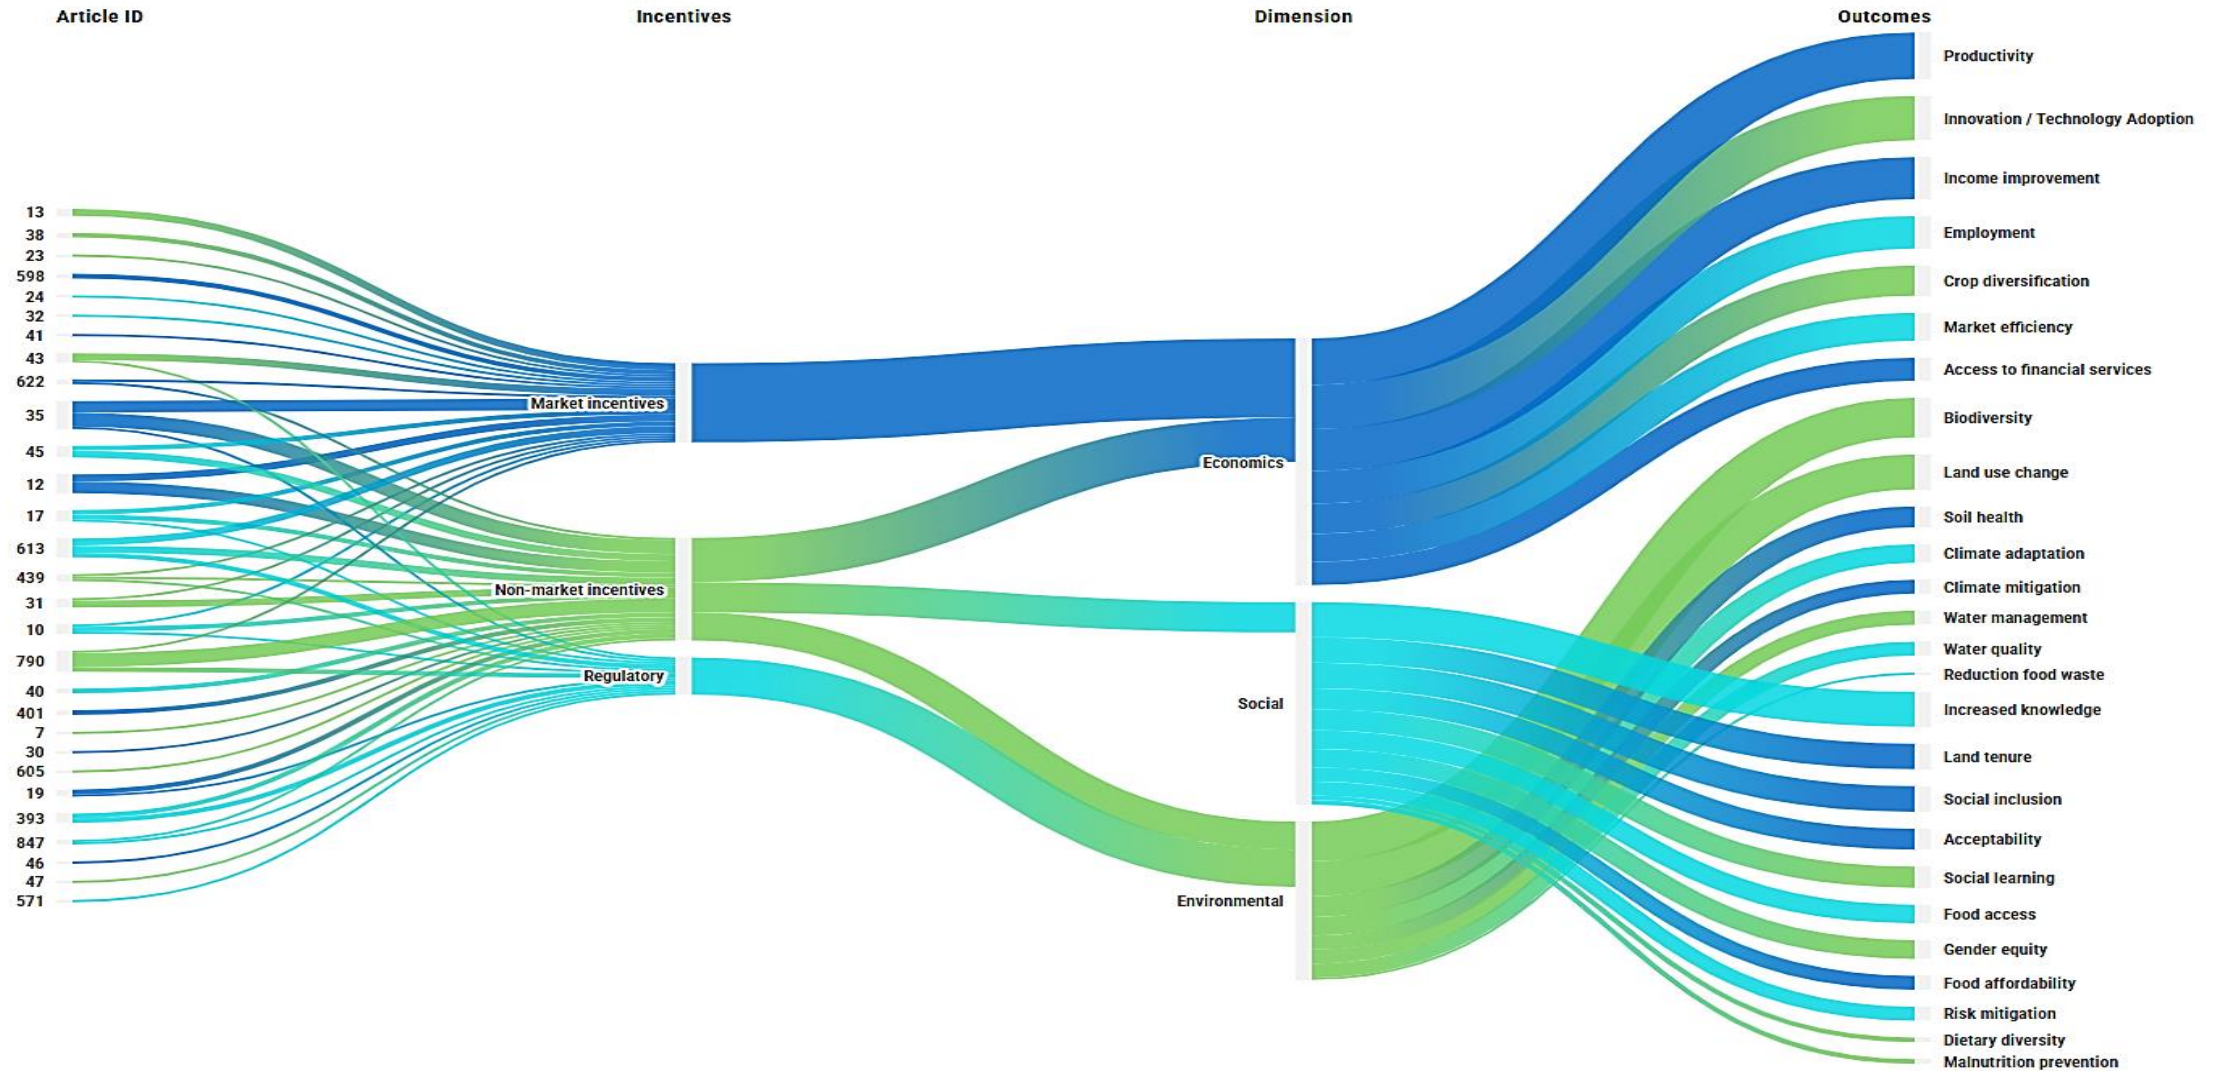 Article ID
Incentives
Dimension
Outcomes
13
38
23
598
24
32
41
43
622
35
45
12
17
613
439
31
10
790
40
401
7
30
605
19
393
847
46
47
571
Market incentives
Non-market incentives
Regulatory
Economics
Social
Environmental
Productivity
Innovation / Technology Adoption
Income improvement
Employment
Crop diversification
Market efficiency
Access to financial services
Biodiversity
Land use change
Soil health
Climate adaptation
Climate mitigation
Water management
Water quality
Reduction food waste
Increased knowledge
Land tenure
Social inclusion
Acceptability
Social learning
Food access
Gender equity
Food affordability
Risk mitigation
Dietary diversity
Malnutrition prevention